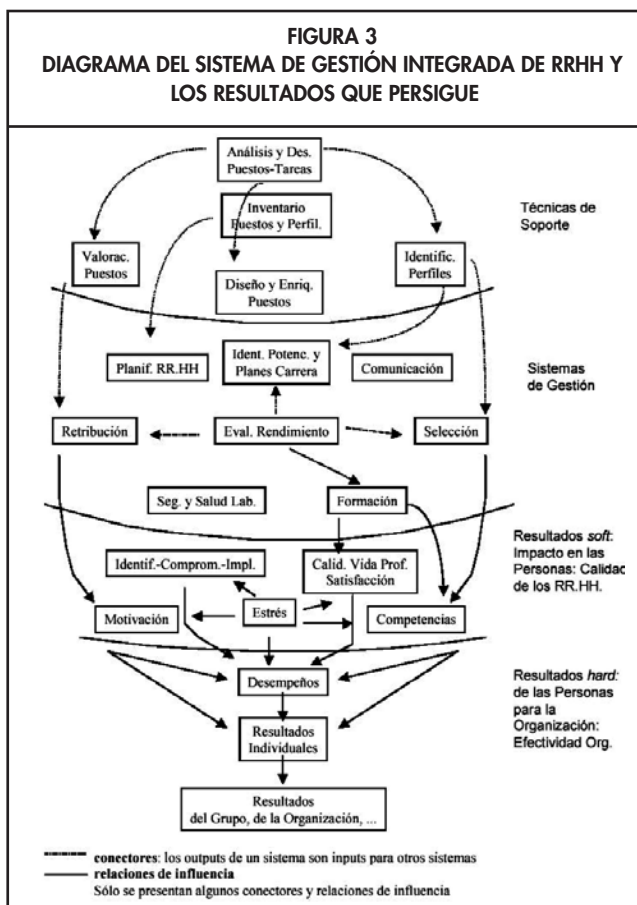 FIGURA 3
DIAGRAMA DEL SISTEMA DE GESTIÓN INTEGRADA DE RRHH Y
LOS RESULTADOS QUE PERSIGUE
Análisis y Des.
Puestos-Tareas
Inventario
Puestos y Perfil.
Técnicas de
Soporte
Valorac.
Puestos
Identific.
Perfiles
Diseño y Enriq.
Puestos
Planif. RR.HH
Ident. Potenc. y
Planes Carrera
Comunicación
Sistemas
de Gestión
Retribución
Eval. Rendimiento
Selección
Seg. y Salud Lab.
Formación
Resultados soft:
Impacto en las
Personas: Calidad
de los RR.HH.
Identif.-Comprom.-Impl.
Calid. Vida Prof.
Satisfacción
Motivación
Estrés
Competencias
Resultados hard:
de las Personas
para la
Organización:
Efectividad Org.
Desempeños
Resultados
Individuales
Resultados
del Grupo, de la Organización, ...
conectores: los outputs de un sistema son inputs para otros sistemas
relaciones de influencia
Sólo se presentan algunos conectores y relaciones de influencia